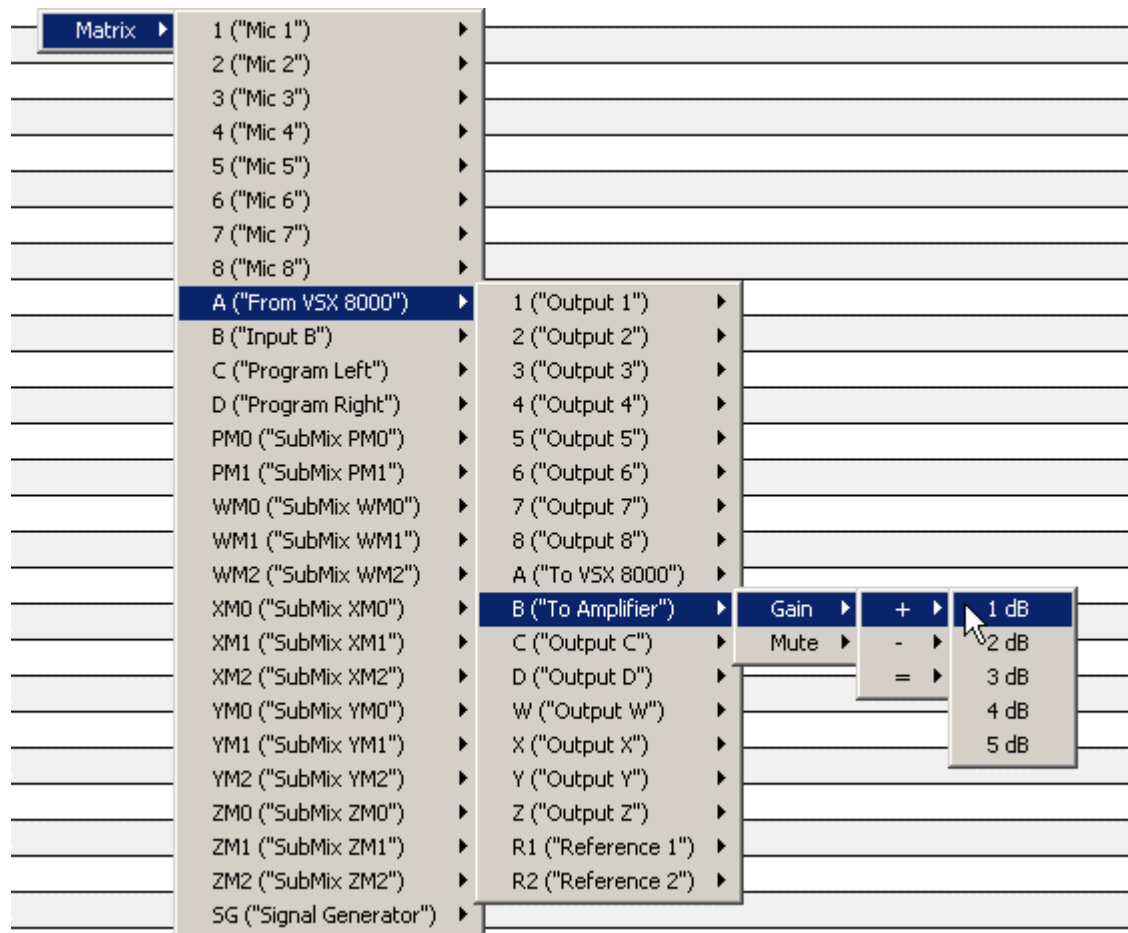 Matrix
1 ("Mic 1")
2 ("Mic 2")
3 ("Mic 3")
4 ("Mic 4")
5 ("Mic 5")
6 ("Mic 6")
7 ("Mic 7")
8 ("Mic 8")
A ("From VSX 8000")
B ("Input B")
C ("Program Left")
D ("Program Right")
PM0 ("SubMix PM0")
PM1 ("SubMix PM1")
WM0 ("SubMix WM0")
WM1 ("SubMix WM1")
WM2 ("SubMix WM2")
XM0 ("SubMix XM0")
XM1 ("SubMix XM1")
XM2 ("SubMix XM2")
YM0 ("SubMix YM0")
YM1 ("SubMix YM1")
YM2 ("SubMix YM2")
ZM0 ("SubMix ZM0")
ZM1 ("SubMix ZM1")
ZM2 ("SubMix ZM2")
SG ("Signal Generator")
1 ("Output 1")
2 ("Output 2")
3 ("Output 3")
4 ("Output 4")
5 ("Output 5")
6 ("Output 6")
7 ("Output 7")
8 ("Output 8")
A ("To VSX 8000")
B ("To Amplifier")
C ("Output C")
D ("Output D")
W ("Output W")
X ("Output X")
Y ("Output Y")
Z ("Output Z")
R1 ("Reference 1")
R2 ("Reference 2")
Gain
Mute
+
-
=
1 dB
2 dB
3 dB
4 dB
5 dB